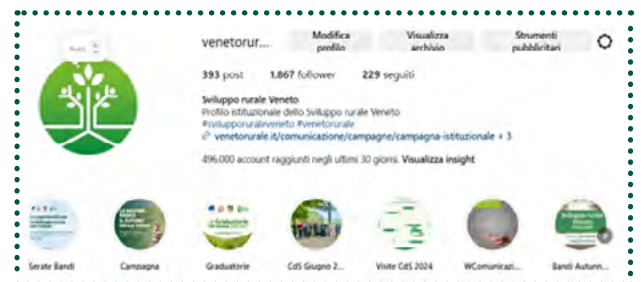 venetorur...
Modifica profilo
Visualizza archivio
Strumenti pubblicitari
393 post 1.867 follower 229 seguiti
Sviluppo rurale Veneto
Profilo istituzionale dello Sviluppo rurale Veneto
#svilupporuraleveneto #venetorurale
venetorurale.it/comunicazione/campagne/campagna-istituzionale + 3
496.000 account raggiunti negli ultimi 30 giorni. Visualizza insight
Serate Bandi
Campagna
Graduatorie
CdS Giugno 2...
Visite CdS 2024
WComunicazi...
Bandi Autunn...